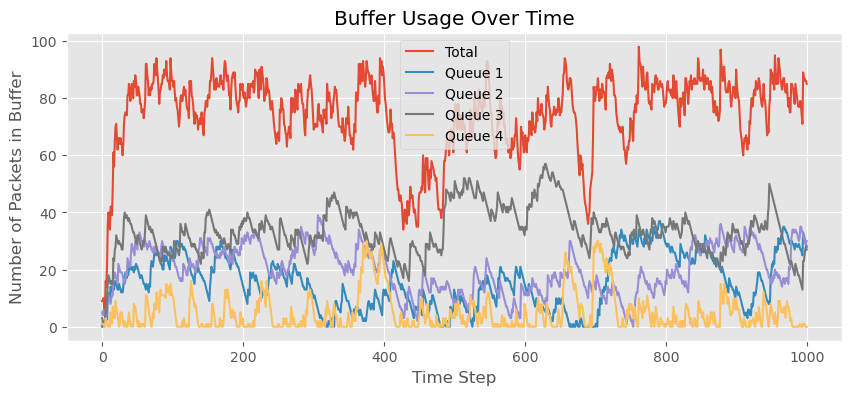 Buffer Usage Over Time
Number of Packets in Buffer
100
80
60
40
20
0
Total
Queue 1
Queue 2
Queue 3
Queue 4
0
200
400
600
800
1000
Time Step